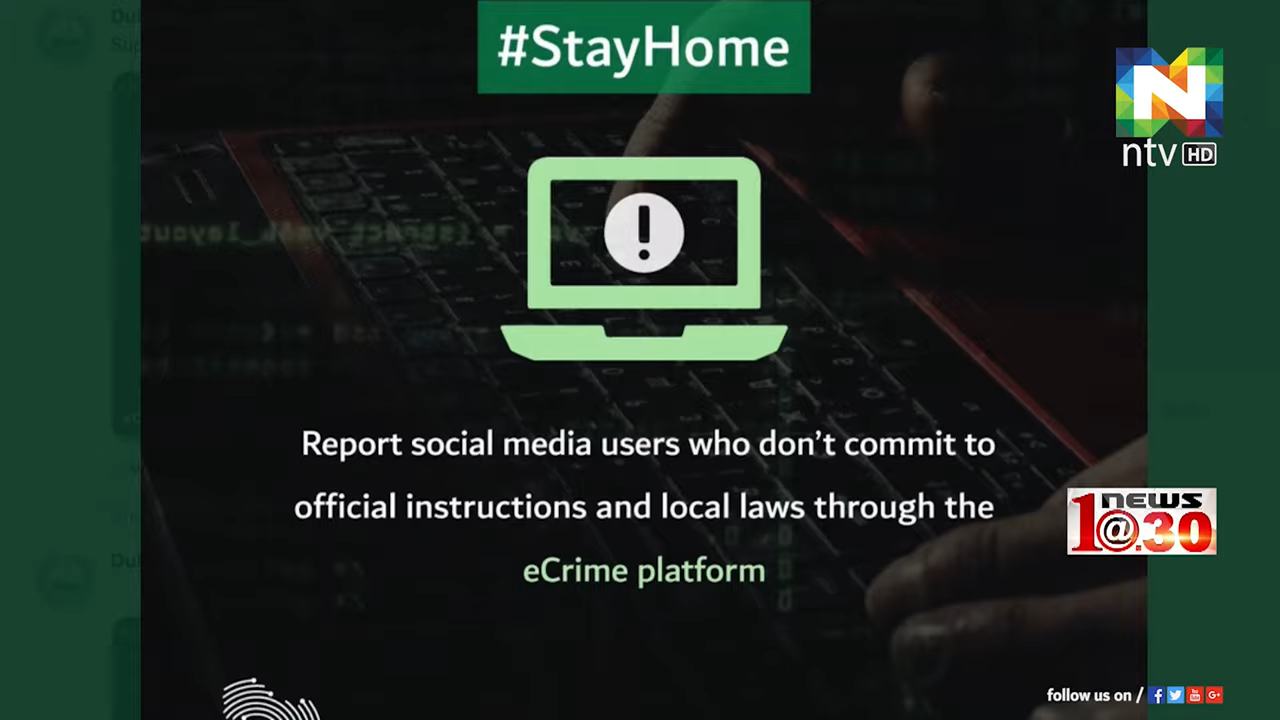 #StayHome
N
ntv HD
!
Report social media users who don't commit to
official instructions and local laws through the
eCrime platform
NEWS
1@.30
follow us on /